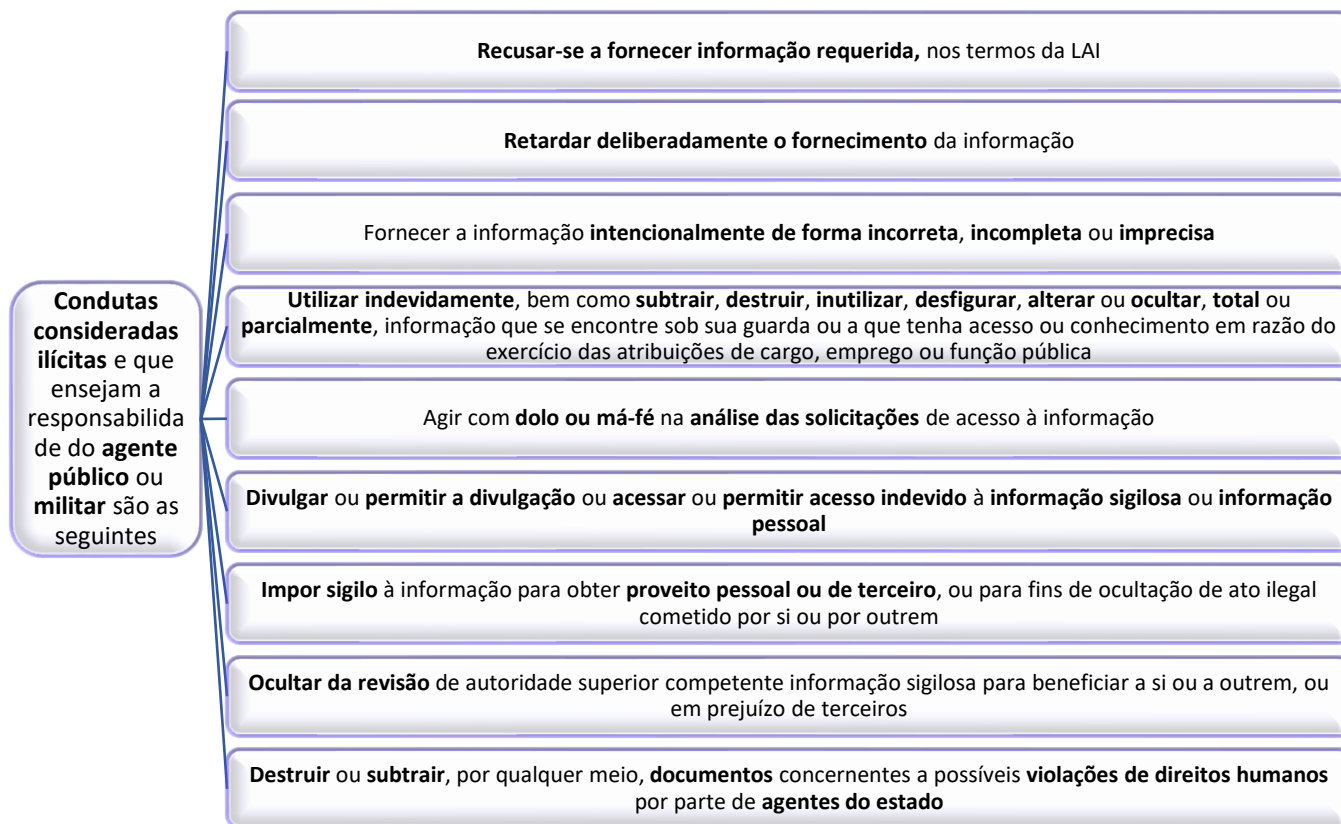 Condutas
consideradas
ilícitas e que
ensejam a
responsabilida
de do agente
público ou
militar são as
seguintes
Recusar-se a fornecer informação requerida, nos termos da LAI
Retardar deliberadamente o fornecimento da informação
Fornecer a informação intencionalmente de forma incorreta, incompleta ou imprecisa
Utilizar indevidamente, bem como subtrair, destruir, inutilizar, desfigurar, alterar ou ocultar, total ou
parcialmente, informação que se encontre sob sua guarda ou a que tenha acesso ou conhecimento em razão do
exercício das atribuições de cargo, emprego ou função pública
Agir com dolo ou má-fé na análise das solicitações de acesso à informação
Divulgar ou permitir a divulgação ou acessar ou permitir acesso indevido à informação sigilosa ou informação
pessoal
Impor sigilo à informação para obter proveito pessoal ou de terceiro, ou para fins de ocultação de ato ilegal
cometido por si ou por outrem
Ocultar da revisão de autoridade superior competente informação sigilosa para beneficiar a si ou a outrem, ou
em prejuízo de terceiros
Destruir ou subtrair, por qualquer meio, documentos concernentes a possíveis violações de direitos humanos
por parte de agentes do estado